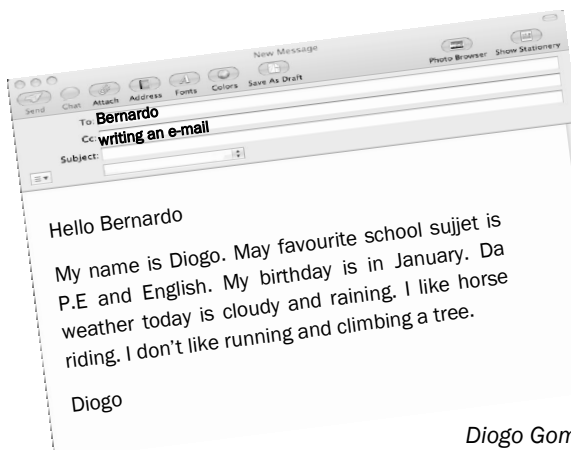 New Message
Send Chat Attach Address Fonts Colors Save As Draft Photo Browser Show Stationery
To: Bernardo
Cc: writing an e-mail
Subject:
Hello Bernardo
My name is Diogo. May favourite school sujjet is
P.E and English. My birthday is in January. Da
weather today is cloudy and raining. I like horse
riding. I don't like running and climbing a tree.
Diogo
Diogo Gom